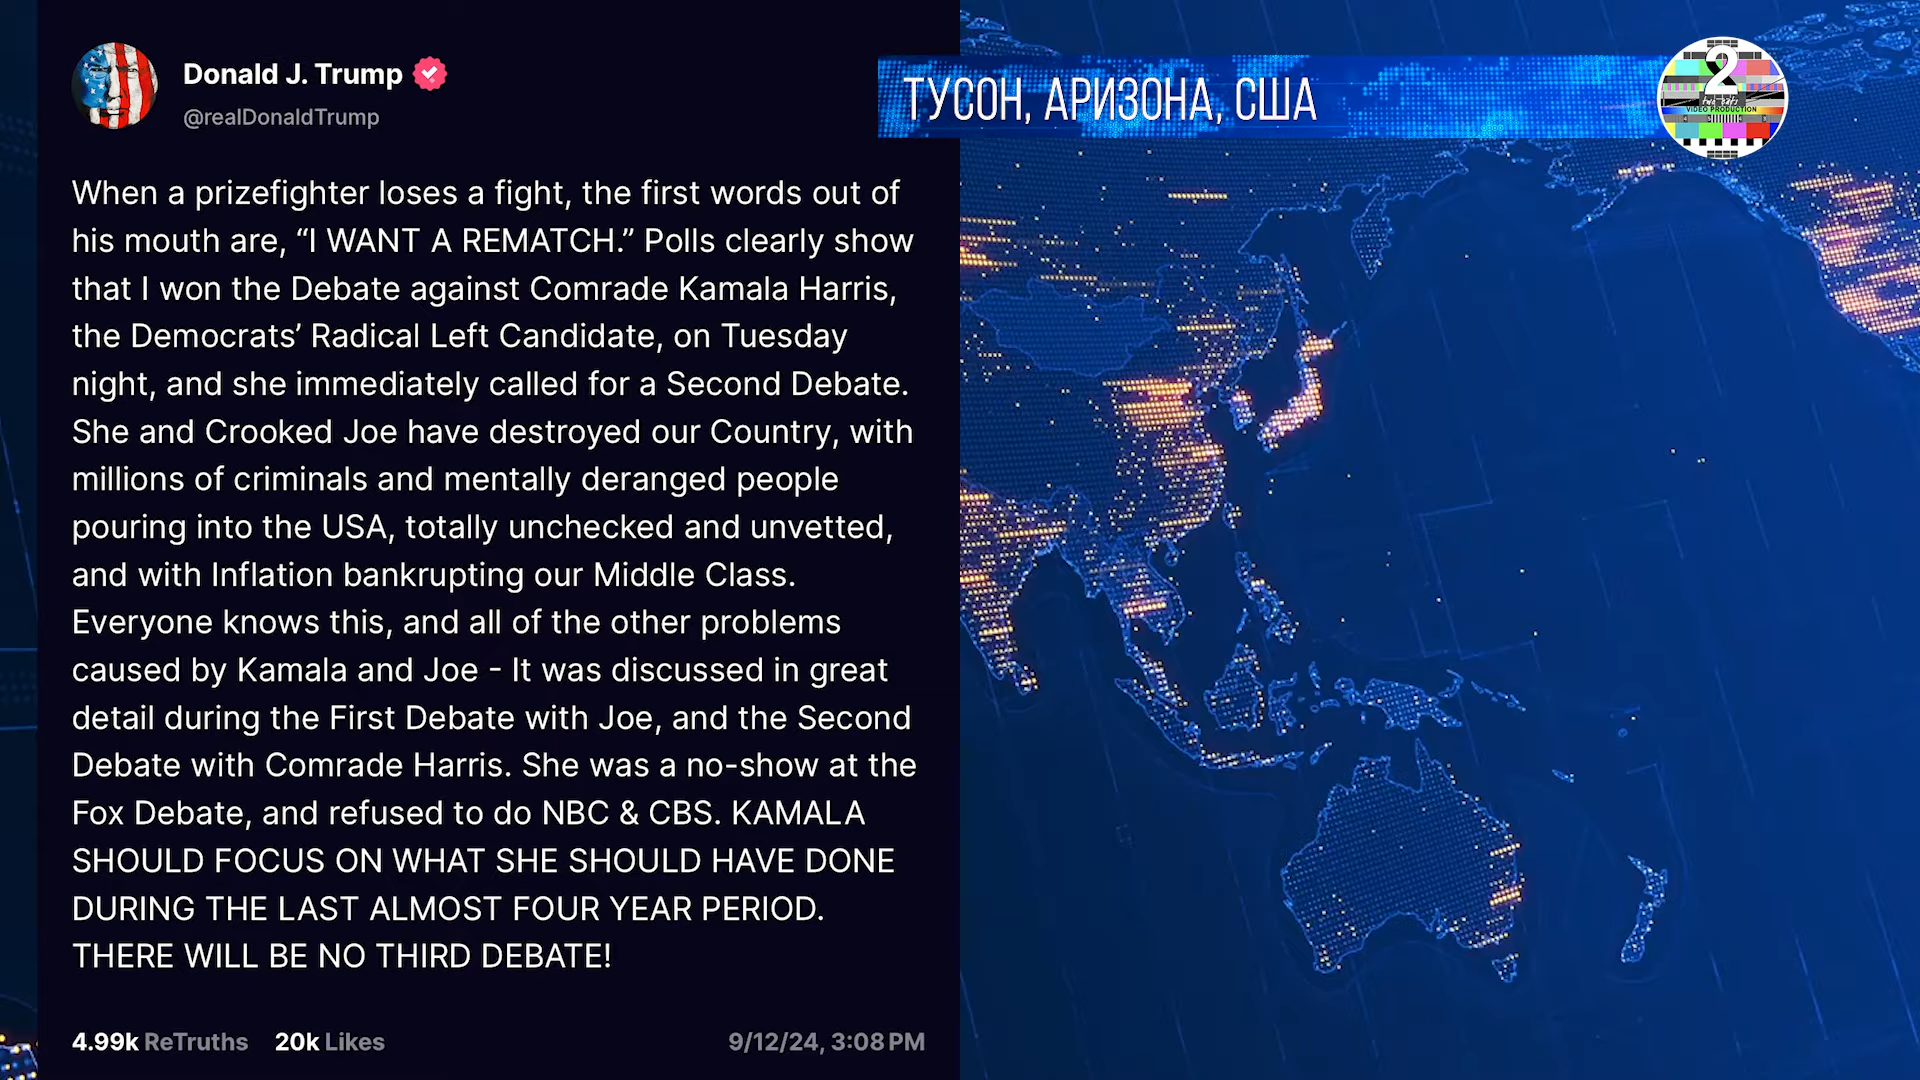 Donald J. Trump
@realDonaldTrump
ТУСОН, АРИЗОНА, США
2
VIDEO PRODUCTION
When a prizefighter loses a fight, the first words out of
his mouth are, “I WANT A REMATCH.” Polls clearly show
that I won the Debate against Comrade Kamala Harris,
the Democrats’ Radical Left Candidate, on Tuesday
night, and she immediately called for a Second Debate.
She and Crooked Joe have destroyed our Country, with
millions of criminals and mentally deranged people
pouring into the USA, totally unchecked and unvetted,
and with Inflation bankrupting our Middle Class.
Everyone knows this, and all of the other problems
caused by Kamala and Joe - It was discussed in great
detail during the First Debate with Joe, and the Second
Debate with Comrade Harris. She was a no-show at the
Fox Debate, and refused to do NBC & CBS. KAMALA
SHOULD FOCUS ON WHAT SHE SHOULD HAVE DONE
DURING THE LAST ALMOST FOUR YEAR PERIOD.
THERE WILL BE NO THIRD DEBATE!
4.99k ReTruths 20k Likes 9/12/24, 3:08 PM